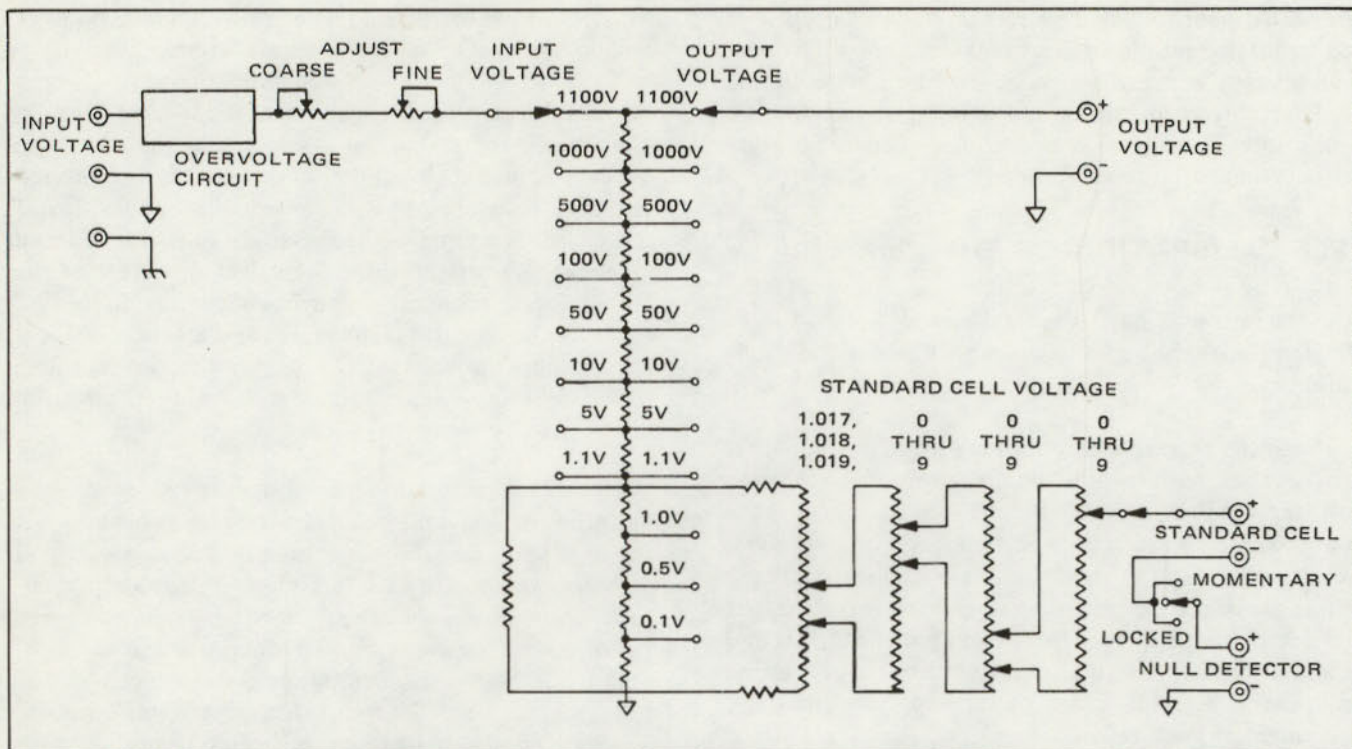 ADJUST
COARSE FINE
INPUT VOLTAGE
OUTPUT VOLTAGE
INPUT VOLTAGE
OVERVOLTAGE CIRCUIT
1100V 1100V
1000V 1000V
500V 500V
100V 100V
50V 50V
10V 10V
5V 5V
1.1V 1.1V
1.0V
0.5V
0.1V
+
OUTPUT VOLTAGE
-
STANDARD CELL VOLTAGE
1.017, 0 0 0
1.018, THRU THRU THRU
1.019, 9 9 9
+
STANDARD CELL
-
MOMENTARY
LOCKED
+
NULL DETECTOR
-